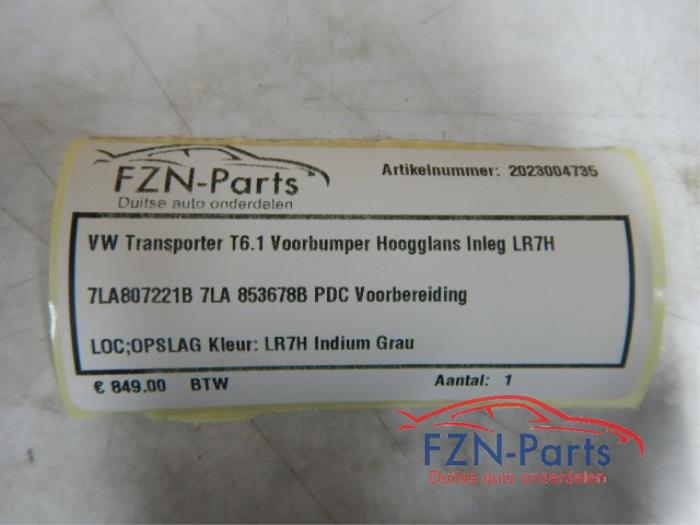 FZN-Parts
Duitse auto onderdelen
Artikelnummer: 2023004735
VW Transporter T6.1 Voorbumper Hoogglans Inleg LR7H
7LA807221B 7LA 853678B PDC Voorbereiding
LOC;OPSLAG Kleur: LR7H Indium Grau
€ 849.00 BTW
Aantal: 1
FZN-Parts
Duitse auto onderdelen